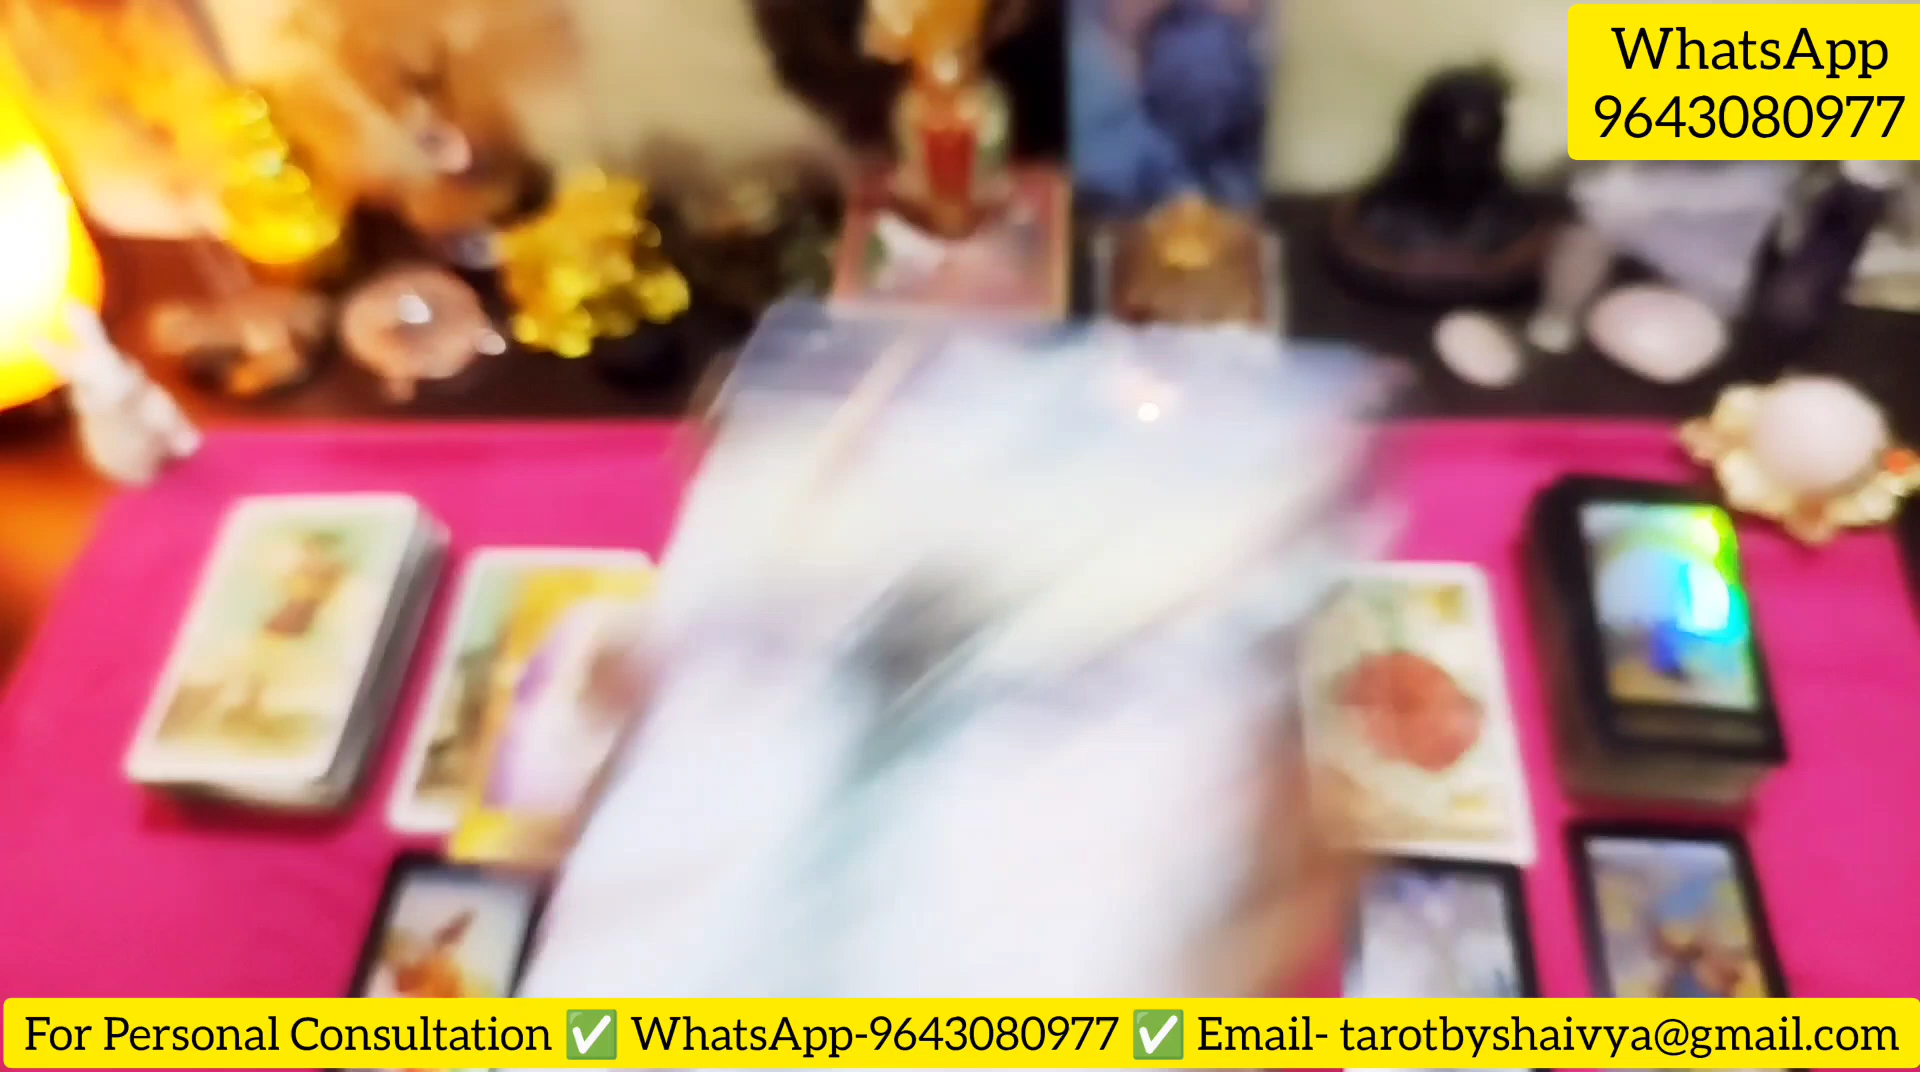 WhatsApp
9643080977
For Personal Consultation ✅ WhatsApp-9643080977 ✅ Email- tarotbyshaivya@gmail.com